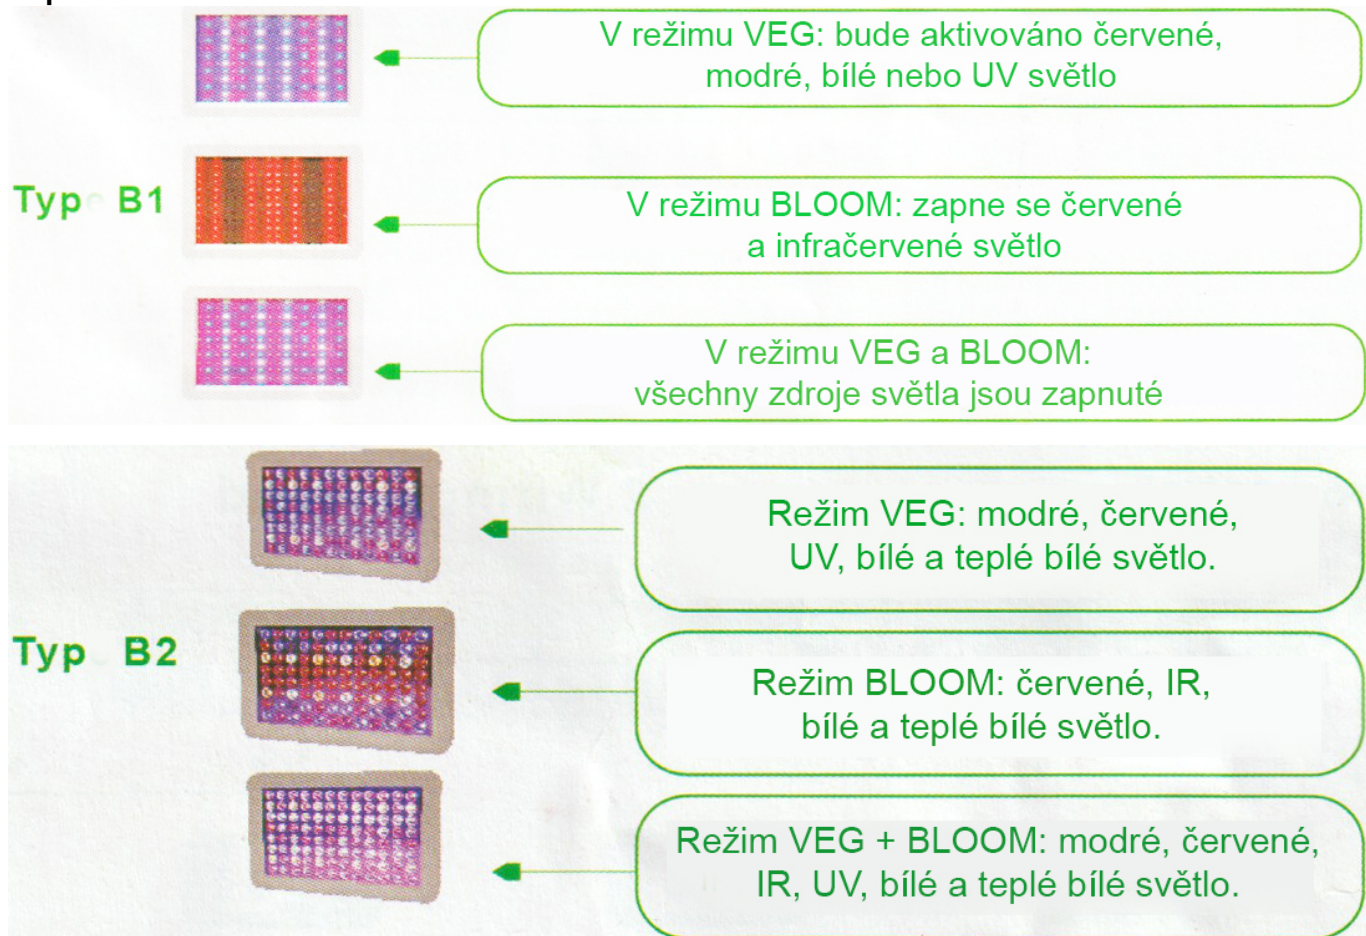 V režimu VEG: bude aktivováno červené,
modré, bílé nebo UV světlo
Typ B1
V režimu BLOOM: zapne se červené
a infračervené světlo
V režimu VEG a BLOOM:
všechny zdroje světla jsou zapnuté
Režim VEG: modré, červené,
UV, bílé a teplé bílé světlo.
Typ B2
Režim BLOOM: červené, IR,
bílé a teplé bílé světlo.
Režim VEG + BLOOM: modré, červené,
IR, UV, bílé a teplé bílé světlo.